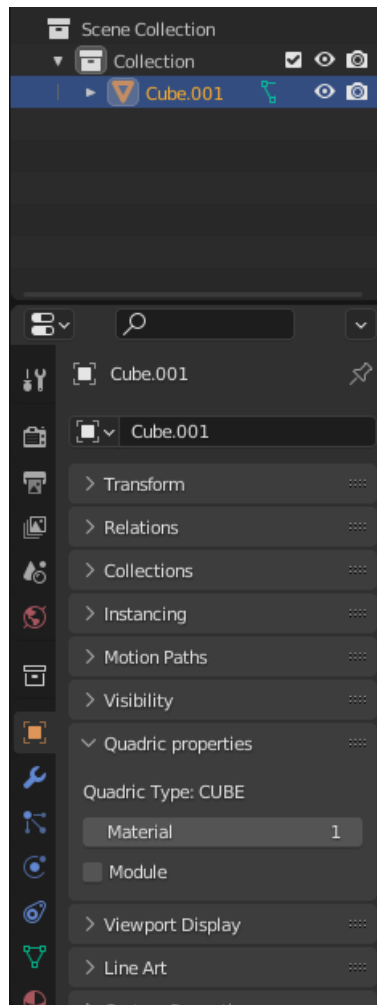 Scene Collection
Collection
Cube.001
Cube.001
Cube.001
Transform
Relations
Collections
Instancing
Motion Paths
Visibility
Quadric properties
Quadric Type: CUBE
Material 1
Module
Viewport Display
Line Art